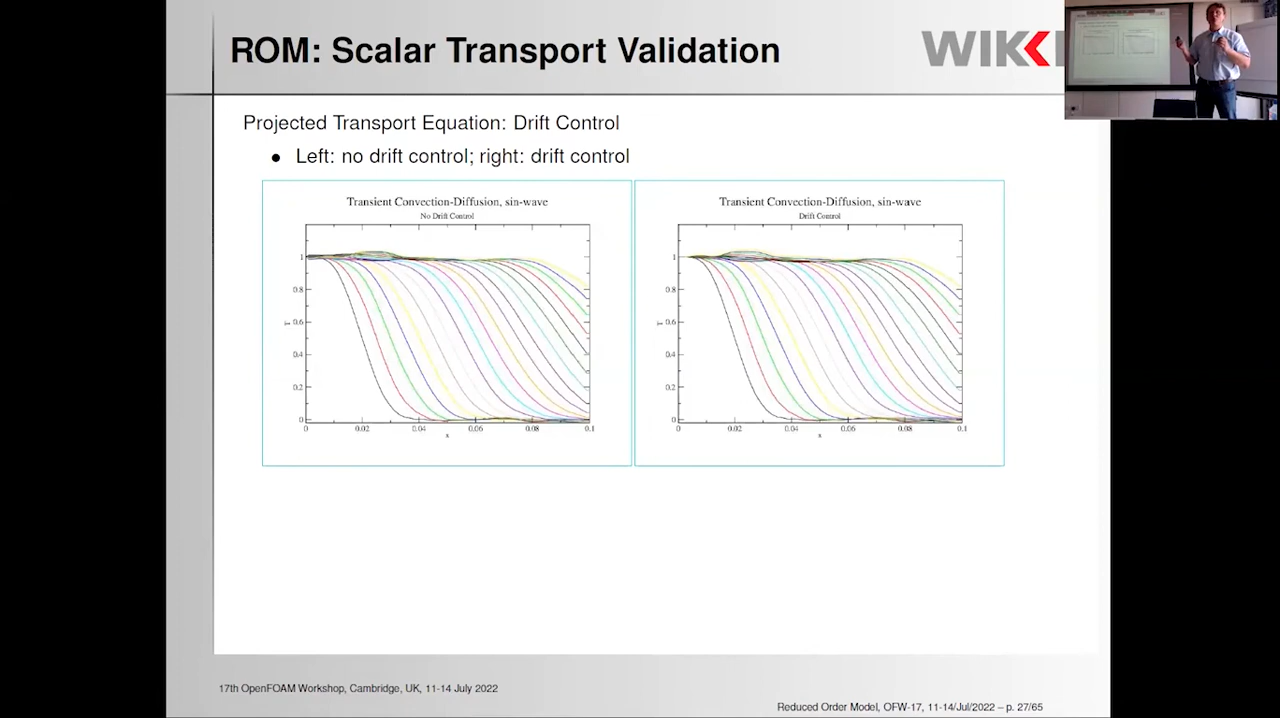 ROM: Scalar Transport Validation
WIKK
Projected Transport Equation: Drift Control
● Left: no drift control; right: drift control
Transient Convection-Diffusion, sin-wave
No Drift Control
1
0.8
0.6
T
0.4
0.2
0
0 0.02 0.04 0.06 0.08 0.1
x
Transient Convection-Diffusion, sin-wave
Drift Control
1
0.8
0.6
T
0.4
0.2
0
0 0.02 0.04 0.06 0.08 0.1
x
17th OpenFOAM Workshop, Cambridge, UK, 11-14 July 2022
Reduced Order Model, OFW-17, 11-14/Jul/2022 – p. 27/65